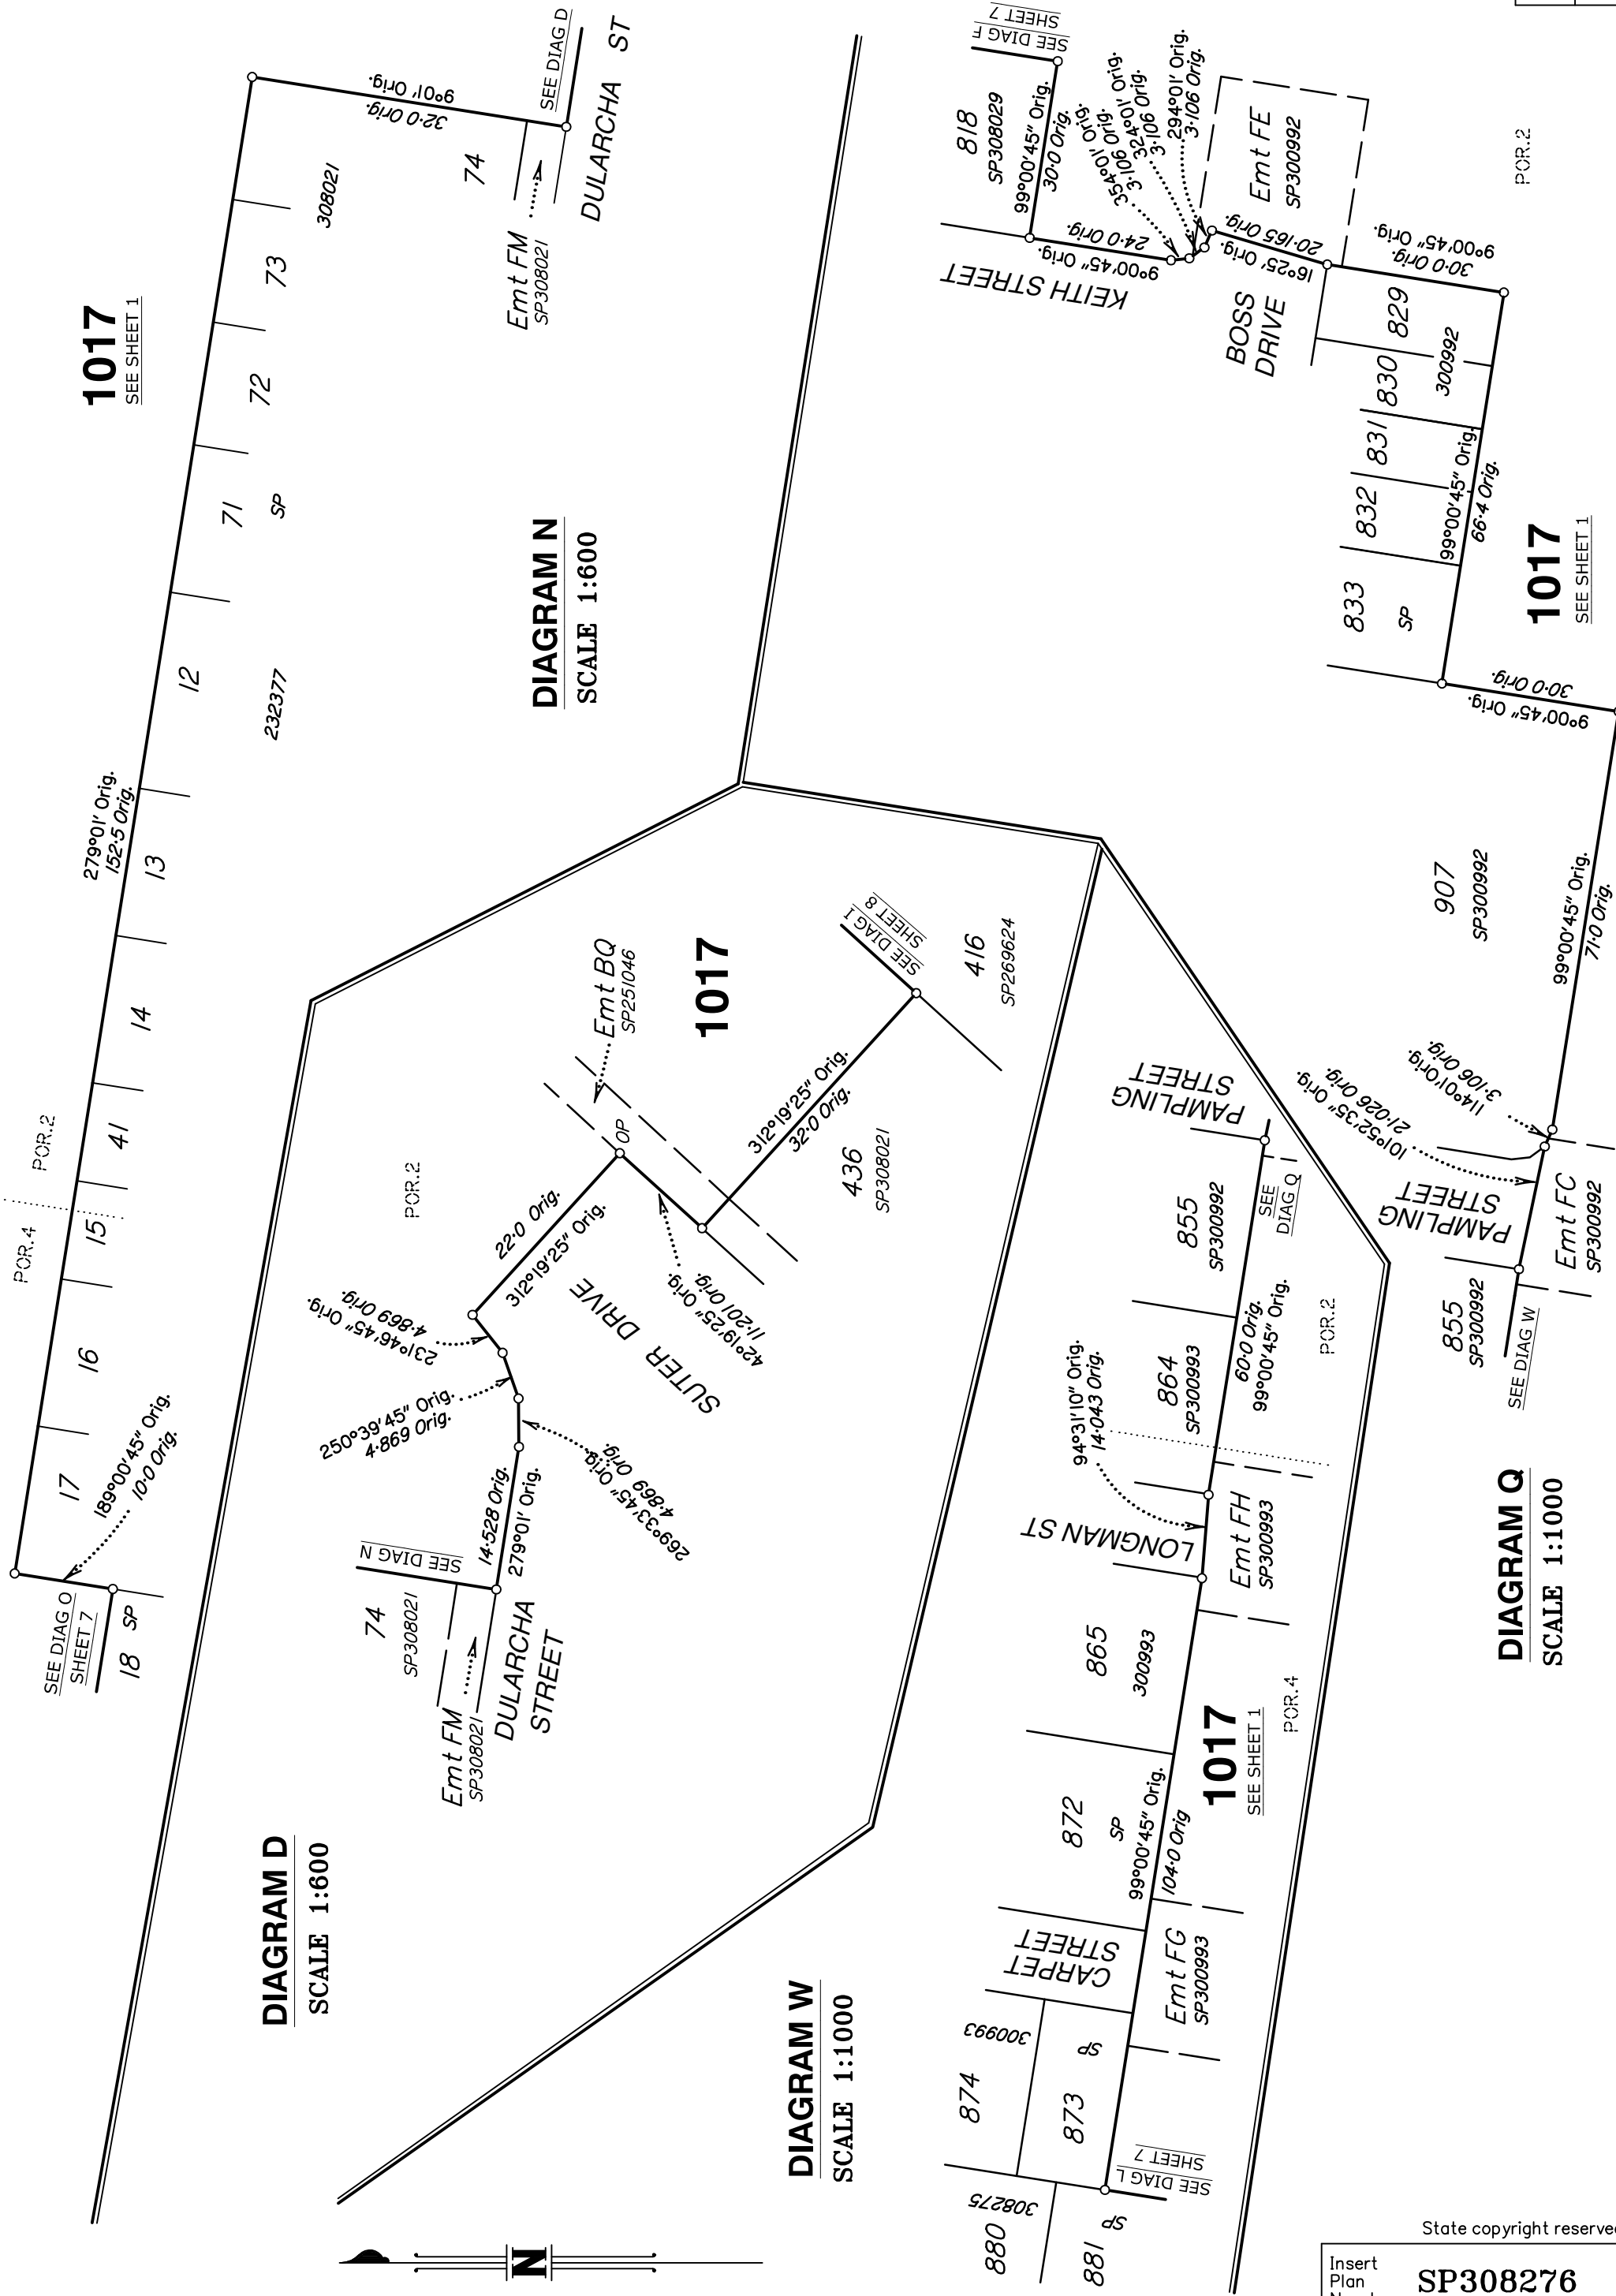 1017
SEE SHEET 1
279°01' Orig.
152·5 Orig.
9°01' Orig.
32·0 Orig.
SEE DIAG D
DULARCHA ST
74
Emt FM
SP308021
308021
73
72
71
SP
12
232377
13
14
41
15
16
17
POR.2
POR.4
189°00'45" Orig.
10·0 Orig.
SEE DIAG O
SHEET 7
18
SP
DIAGRAM N
SCALE 1:600
DIAGRAM D
SCALE 1:600
POR.2
1017
Emt BQ
SP251046
OP
22·0 Orig.
312°19'25" Orig.
231°46'45" Orig.
4·869 Orig.
250°39'45" Orig.
4·869 Orig.
269°33'45" Orig.
4·869 Orig.
14·528 Orig.
279°01' Orig.
SUTER DRIVE
42°19'25" Orig.
11·201 Orig.
312°19'25" Orig.
32·0 Orig.
SEE DIAG I
SHEET 8
416
SP269624
436
SP308021
SEE DIAG N
74
SP308021
Emt FM
SP308021
DULARCHA
STREET
DIAGRAM W
SCALE 1:1000
PAMPLING
STREET
855
SP300992
SEE
DIAG Q
864
SP300993
60·0 Orig.
99°00'45" Orig.
POR.2
94°31'10" Orig.
14·043 Orig.
LONGMAN ST
Emt FH
SP300993
865
300993
1017
SEE SHEET 1
POR.4
872
SP
99°00'45" Orig.
104·0 Orig
CARPET
STREET
Emt FG
SP300993
874
300993
873
SP
SEE DIAG L
SHEET 7
880
308275
881
SP
DIAGRAM Q
SCALE 1:1000
SEE DIAG F
SHEET 7
818
SP308029
99°00'45" Orig.
30·0 Orig.
354°01' Orig.
3·106 Orig.
324°01' Orig.
3·106 Orig.
294°01' Orig.
3·106 Orig.
24·0 Orig.
9°00'45" Orig.
KEITH STREET
Emt FE
SP300992
POR.2
20·165 Orig.
16°25' Orig.
BOSS
DRIVE
9°00'45" Orig.
30·0 Orig.
829
830
300992
831
832
833
SP
99°00'45" Orig.
66·4 Orig.
1017
SEE SHEET 1
30·0 Orig.
9°00'45" Orig.
907
SP300992
99°00'45" Orig.
71·0 Orig.
114°01' Orig.
3·106 Orig.
101°52'35" Orig.
21·026 Orig.
PAMPLING
STREET
Emt FC
SP300992
855
SP300992
SEE DIAG W
N
State copyright reserved
Insert
Plan
SP308276